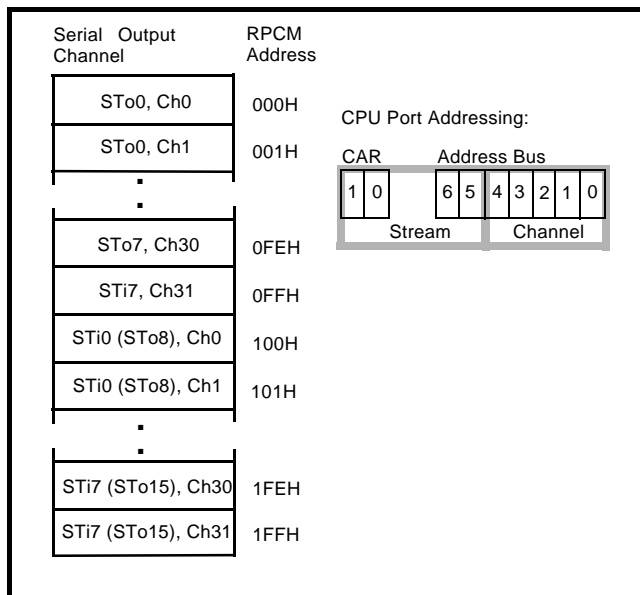 Serial Output Channel
RPCM Address
STo0, Ch0 000H
STo0, Ch1 001H
STo7, Ch30 0FEH
STi7, Ch31 0FFH
STi0 (STo8), Ch0 100H
STi0 (STo8), Ch1 101H
STi7 (STo15), Ch30 1FEH
STi7 (STo15), Ch31 1FFH
CPU Port Addressing:
CAR Address Bus
1 0 6 5 4 3 2 1 0
Stream Channel